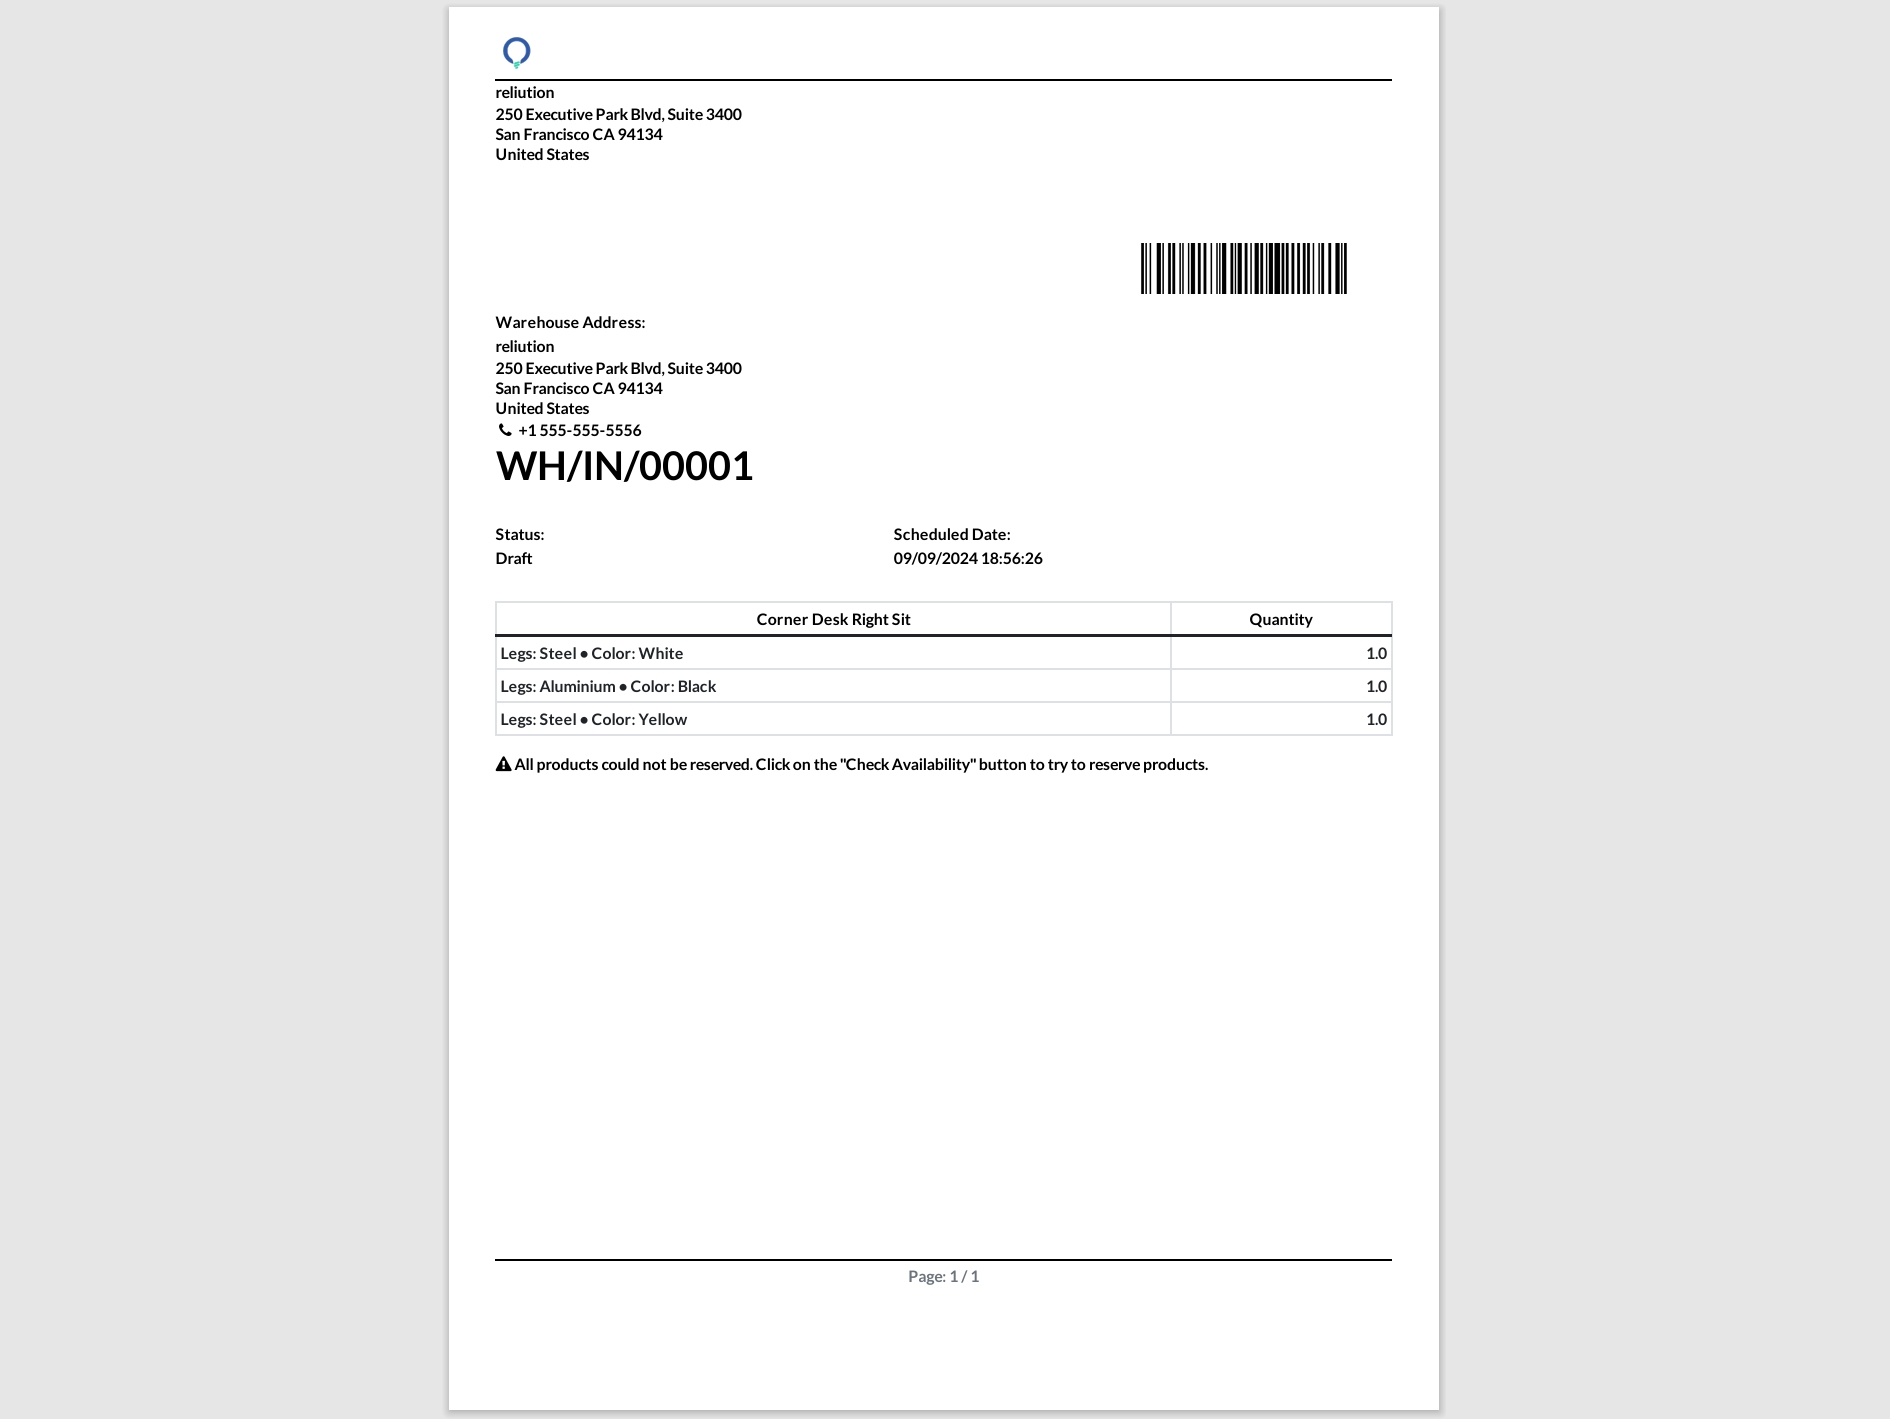 reliution
250 Executive Park Blvd, Suite 3400
San Francisco CA 94134
United States
Warehouse Address:
reliution
250 Executive Park Blvd, Suite 3400
San Francisco CA 94134
United States
+1 555-555-5556
WH/IN/00001
Status: Scheduled Date:
Draft 09/09/2024 18:56:26
Corner Desk Right Sit Quantity
Legs: Steel ● Color: White 1.0
Legs: Aluminium ● Color: Black 1.0
Legs: Steel ● Color: Yellow 1.0
All products could not be reserved. Click on the "Check Availability" button to try to reserve products.
Page: 1 / 1